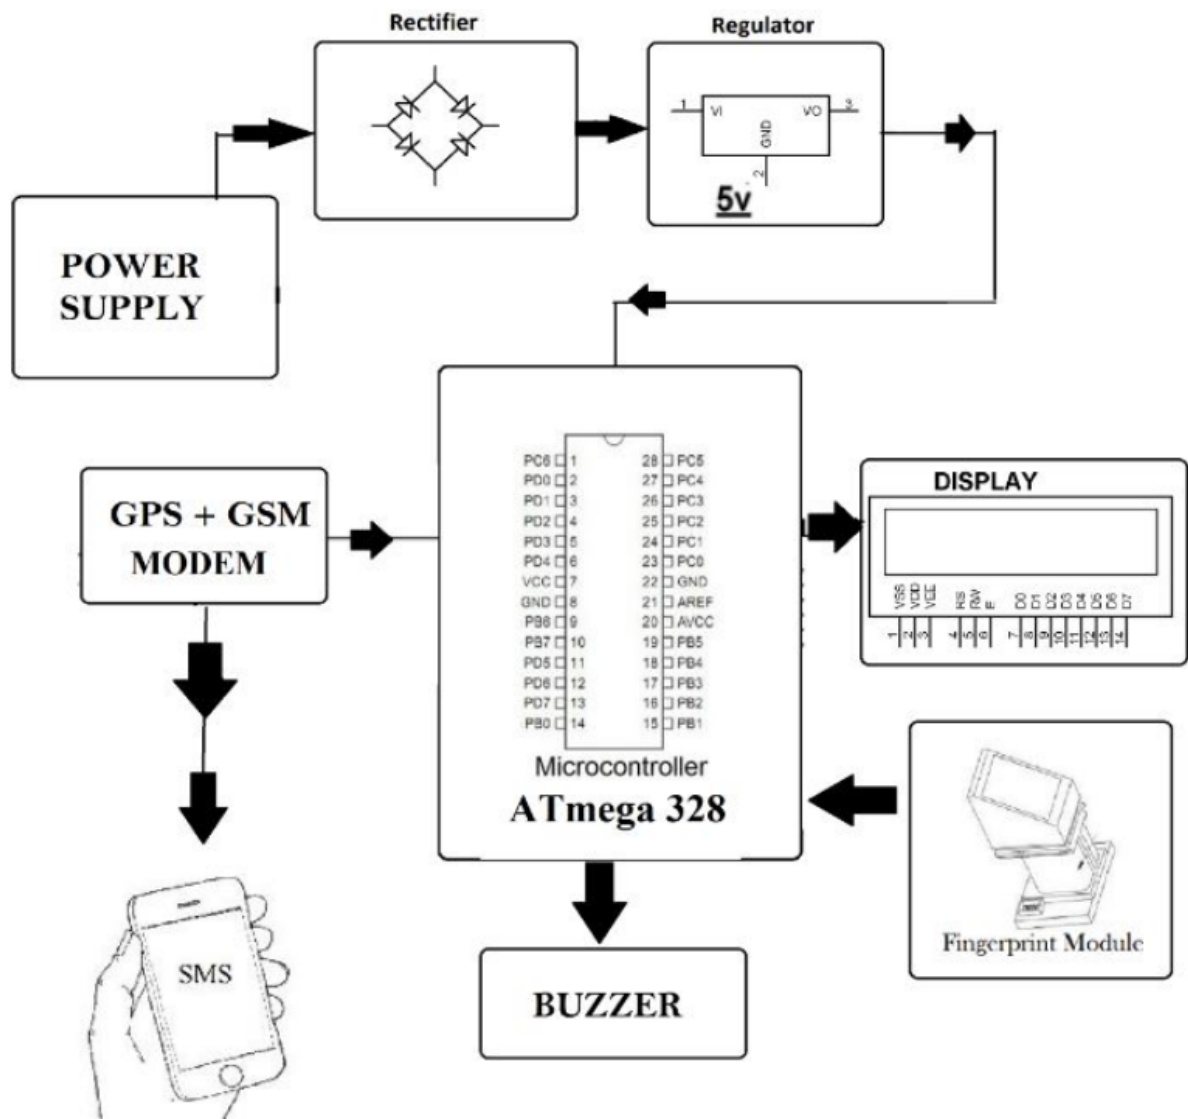 Rectifier
Regulator
1
VI
VO
3
GND
2
5v
POWER
SUPPLY
GPS + GSM
MODEM
PC6 1 28 PC5
PD0 2 27 PC4
PD1 3 26 PC3
PD2 4 25 PC2
PD3 5 24 PC1
PD4 6 23 PC0
VCC 7 22 GND
GND 8 21 AREF
PB6 9 20 AVCC
PB7 10 19 PB5
PD5 11 18 PB4
PD6 12 17 PB3
PD7 13 16 PB2
PB0 14 15 PB1
Microcontroller
ATmega 328
DISPLAY
VSS VDD VEE RS RW E D0 D1 D2 D3 D4 D5 D6 D7
1 2 3 4 5 6 7 8 9 10 11 12 13 14
Fingerprint Module
SMS
BUZZER